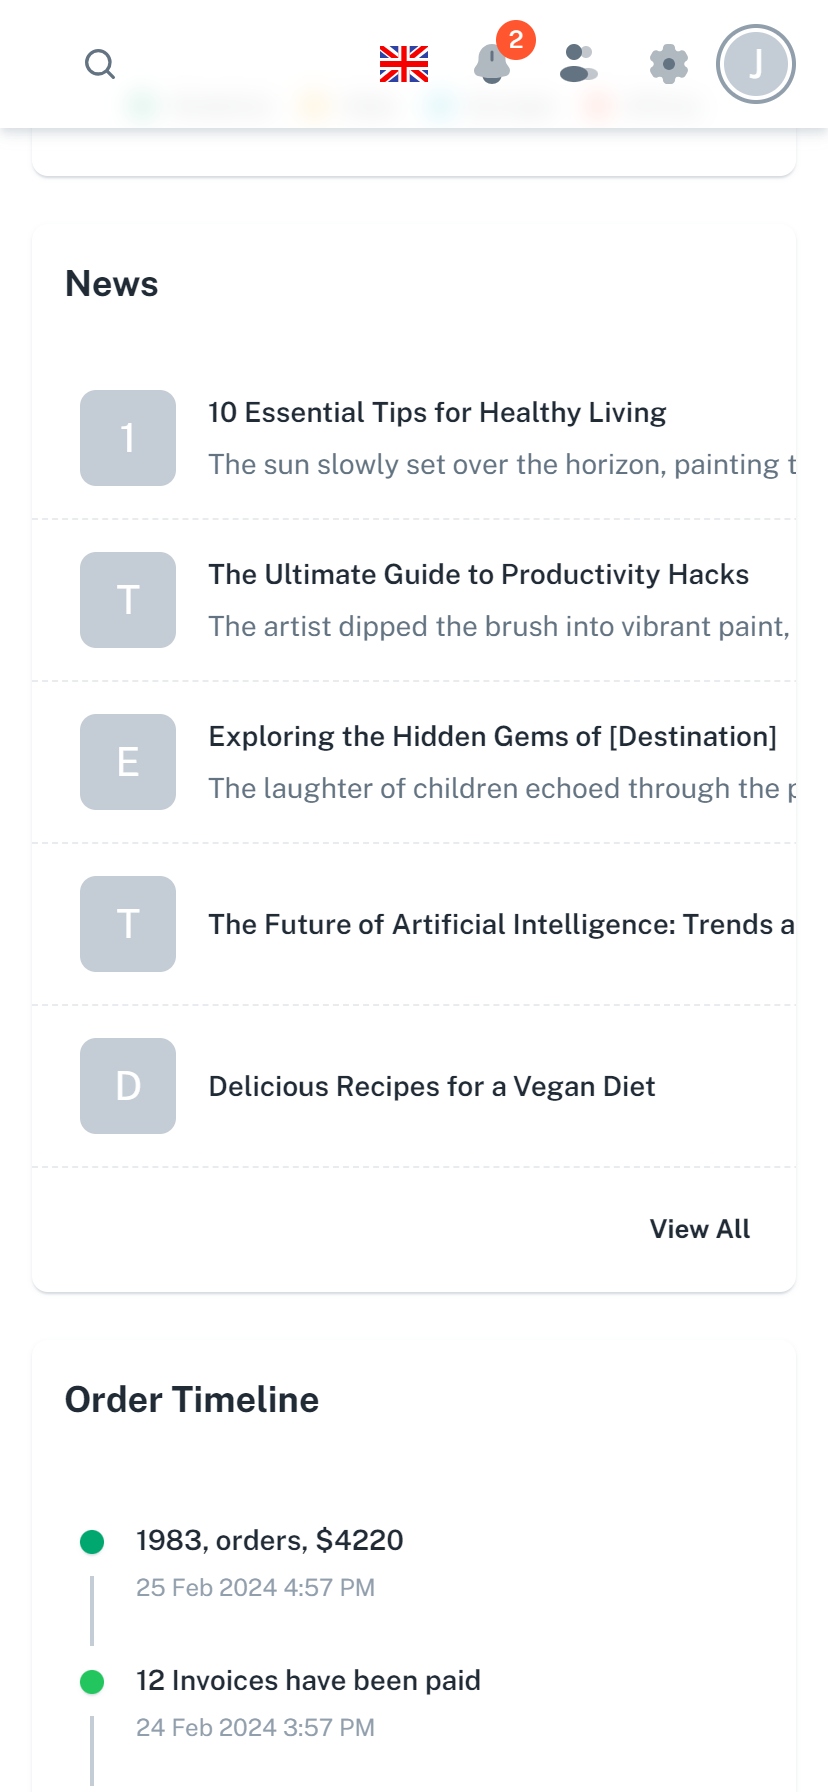 2
J
News
1
10 Essential Tips for Healthy Living
The sun slowly set over the horizon, painting t
T
The Ultimate Guide to Productivity Hacks
The artist dipped the brush into vibrant paint,
E
Exploring the Hidden Gems of [Destination]
The laughter of children echoed through the p
T
The Future of Artificial Intelligence: Trends a
D
Delicious Recipes for a Vegan Diet
View All
Order Timeline
1983, orders, $4220
25 Feb 2024 4:57 PM
12 Invoices have been paid
24 Feb 2024 3:57 PM